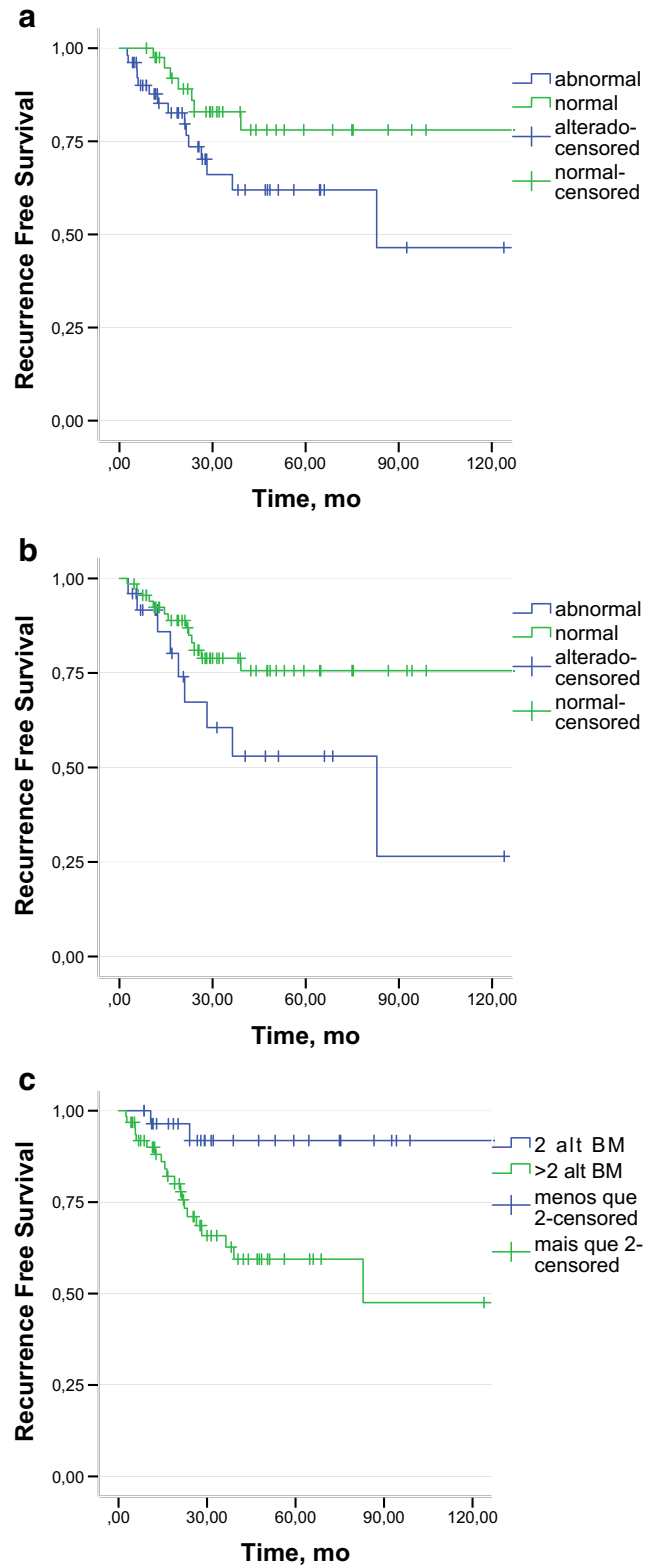 a
Recurrence Free Survival
1,00
0,75
0,50
0,25
0,00
,00 30,00 60,00 90,00 120,00
Time, mo
abnormal
normal
alterado-
censored
normal-
censored
b
Recurrence Free Survival
1,00
0,75
0,50
0,25
0,00
,00 30,00 60,00 90,00 120,00
Time, mo
abnormal
normal
alterado-
censored
normal-
censored
c
Recurrence Free Survival
1,00
0,75
0,50
0,25
0,00
,00 30,00 60,00 90,00 120,00
Time, mo
2 alt BM
>2 alt BM
menos que
2-censored
mais que 2-
censored